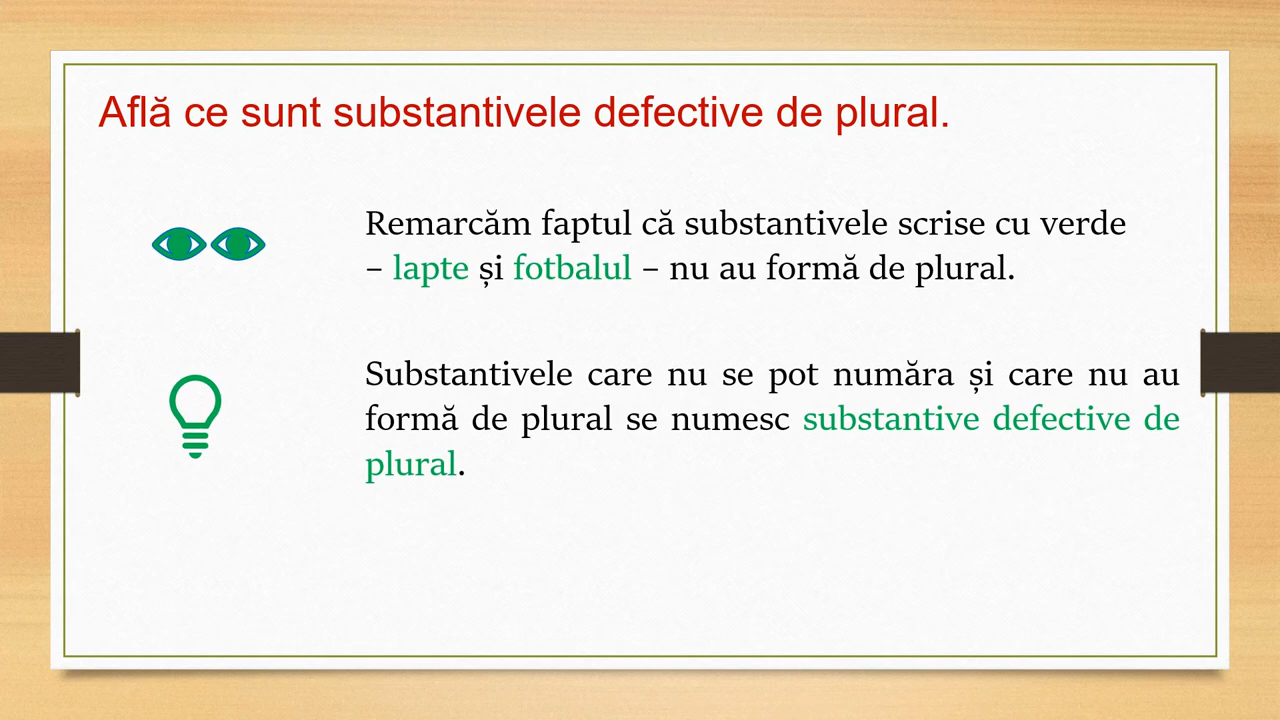 Află ce sunt substantivele defective de plural.
Remarcăm faptul că substantivele scrise cu verde
– lapte și fotbalul – nu au formă de plural.
Substantivele care nu se pot număra și care nu au
formă de plural se numesc substantive defective de
plural.